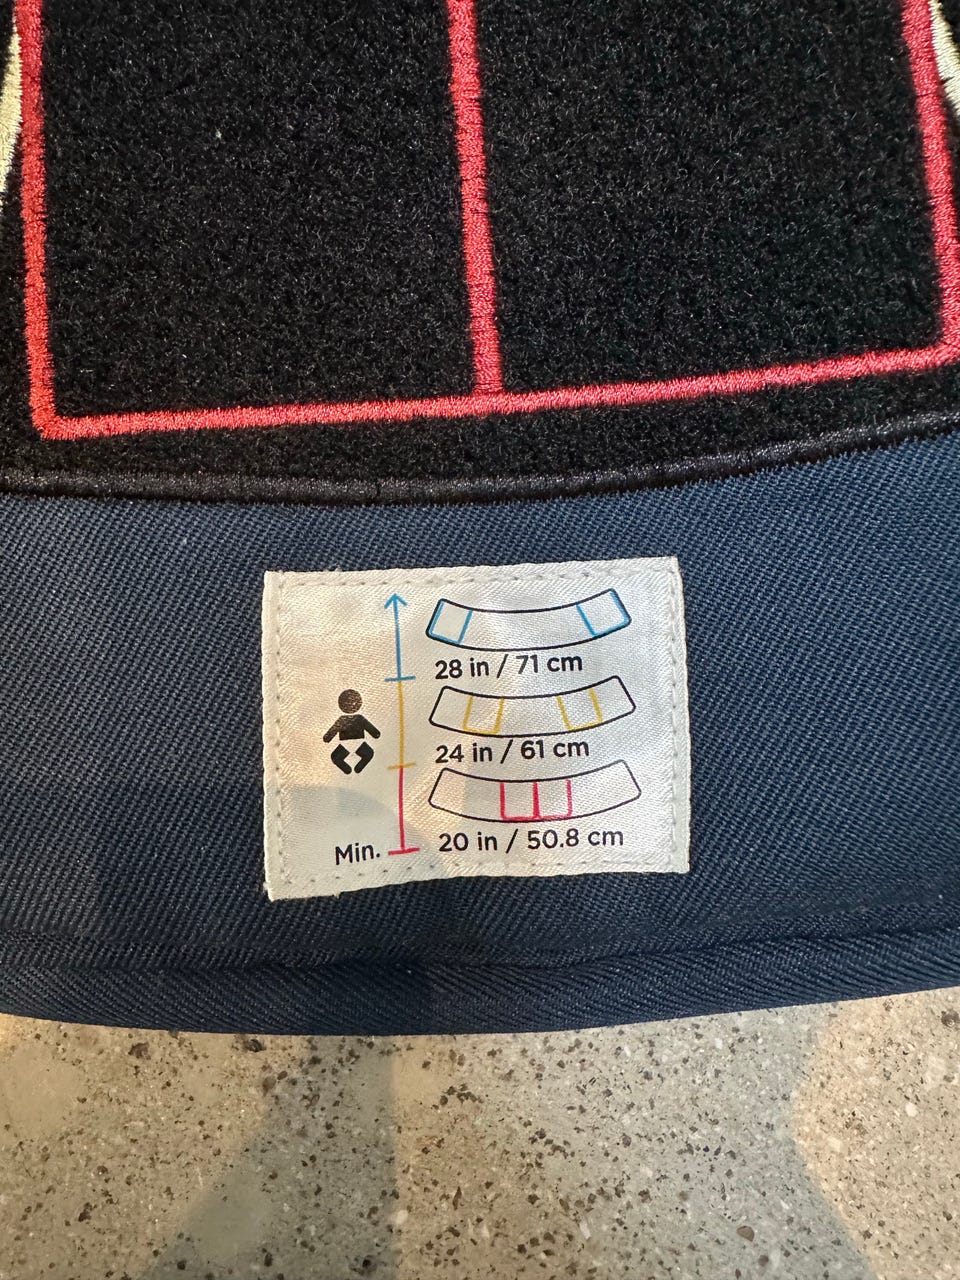 28 in / 71 cm
24 in / 61 cm
20 in / 50.8 cm
Min.